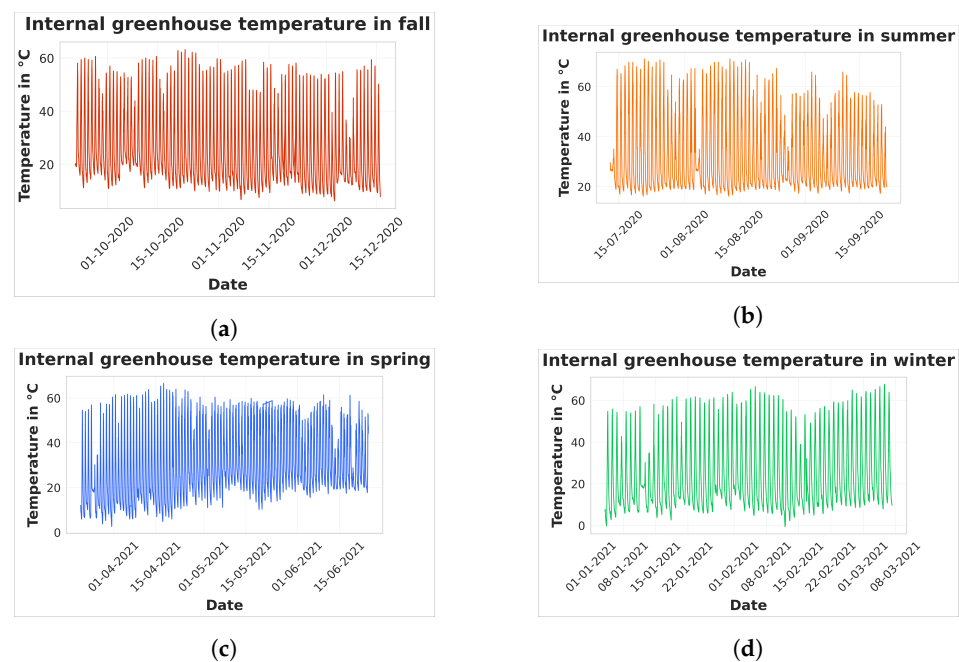 Internal greenhouse temperature in fall
Temperature in °C
60
40
20
01-10-2020
15-10-2020
01-11-2020
15-11-2020
01-12-2020
15-12-2020
Date
(a)
Internal greenhouse temperature in summer
Temperature in °C
60
40
20
15-07-2020
01-08-2020
15-08-2020
01-09-2020
15-09-2020
Date
(b)
Internal greenhouse temperature in spring
Temperature in °C
60
40
20
0
01-04-2021
15-04-2021
01-05-2021
15-05-2021
01-06-2021
15-06-2021
Date
(c)
Internal greenhouse temperature in winter
Temperature in °C
60
40
20
0
01-01-2021
08-01-2021
15-01-2021
22-01-2021
01-02-2021
08-02-2021
15-02-2021
22-02-2021
01-03-2021
08-03-2021
Date
(d)